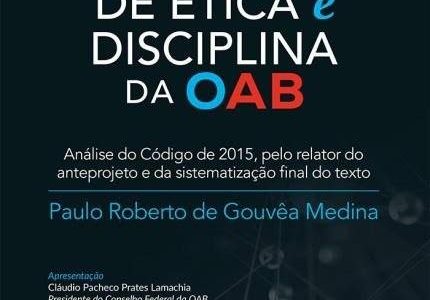 DE ÉTICA e
DISCIPLINA
DA OAB
Análise do Código de 2015, pelo relator do
anteprojeto e da sistematização final do texto
Paulo Roberto de Gouvêa Medina
Apresentação
Cláudio Pacheco Prates Lamachia
Presidente do Conselho Federal da OAB